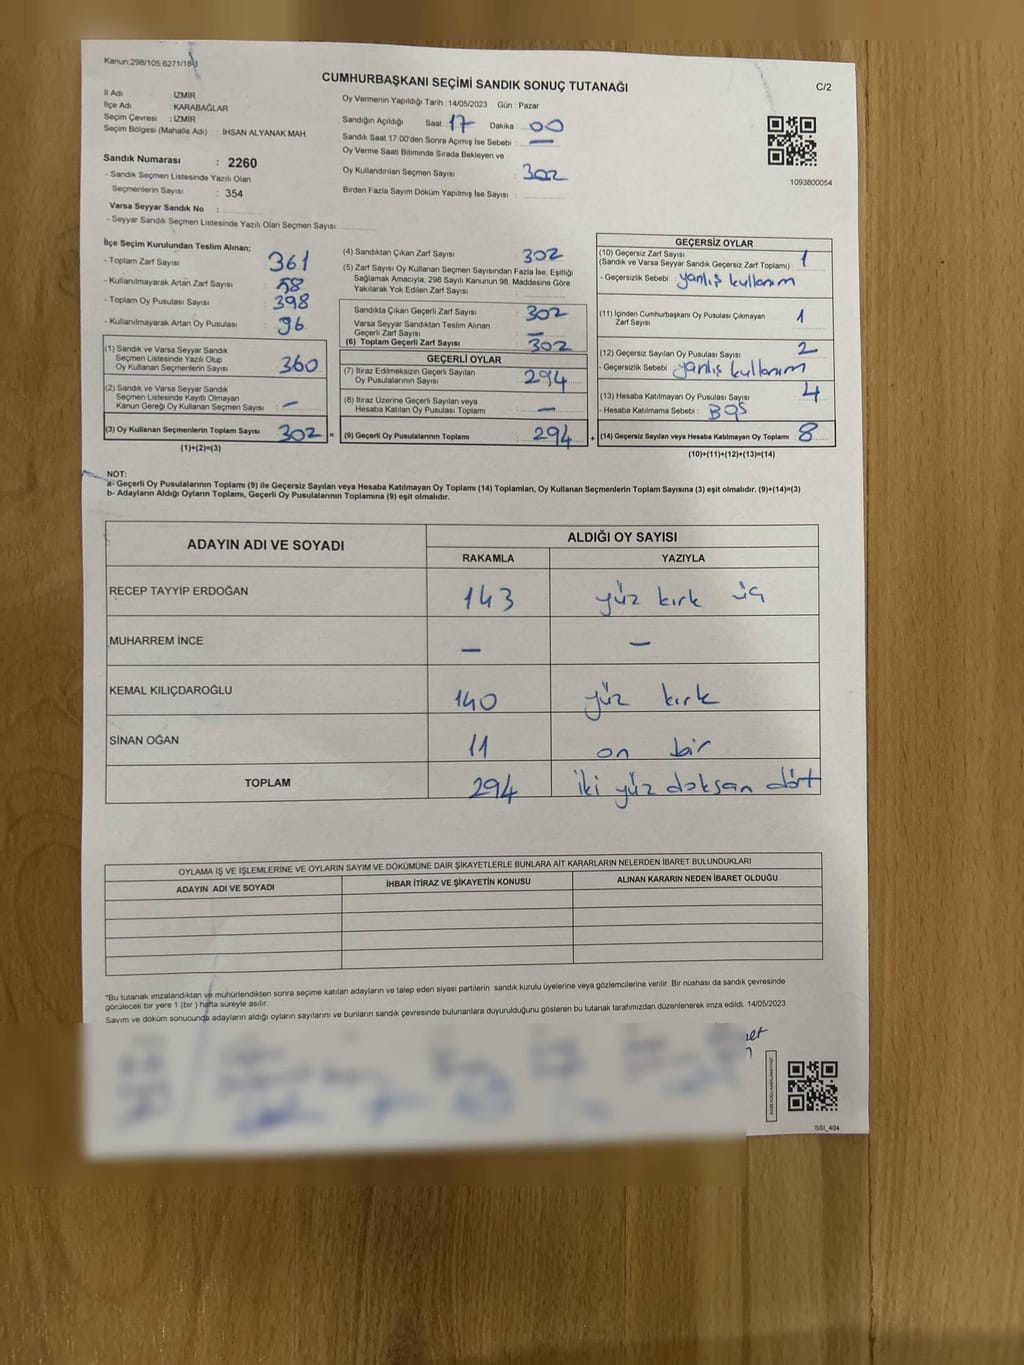 Kanun:298/105,6271/18
CUMHURBAŞKANI SEÇİMİ SANDIK SONUÇ TUTANAĞI
C/2
İl Adı : İZMİR
İlçe Adı : KARABAĞLAR
Seçim Çevresi : İZMİR
Seçim Bölgesi (Mahalle Adı) : İHSAN ALYANAK MAH.
Sandık Numarası : 2260
- Sandık Seçmen Listesinde Yazılı Olan
Seçmenlerin Sayısı : 354
Varsa Seyyar Sandık No :
- Seyyar Sandık Seçmen Listesinde Yazılı Olan Seçmen Sayısı:
Oy Vermenin Yapıldığı Tarih : 14/05/2023 Gün : Pazar
Sandığın Açıldığı Saat 17 Dakika 00
Sandık Saat 17:00'den Sonra Açımış İse Sebebi : —
Oy Verme Saati Bitiminde Sırada Bekleyen ve
Oy Kullandırılan Seçmen Sayısı : 302
Birden Fazla Sayım Döküm Yapılmış İse Sayısı :
1093800054
İlçe Seçim Kurulundan Teslim Alınan;
- Toplam Zarf Sayısı 361
- Kullanılmayarak Artan Zarf Sayısı 58
- Toplam Oy Pusulası Sayısı 398
- Kullanılmayarak Artan Oy Pusulası 96
(1) Sandık ve Varsa Seyyar Sandık
Seçmen Listesinde Yazılı Olup
Oy Kullanan Seçmenlerin Sayısı : 360
(2) Sandık ve Varsa Seyyar Sandık
Seçmen Listesinde Kayıtlı Olmayan
Kanun Gereği Oy Kullanan Seçmen Sayısı : —
(3) Oy Kullanan Seçmenlerin Toplam Sayısı : 302
(1)+(2)=(3)
(4) Sandıktan Çıkan Zarf Sayısı : 302
(5) Zarf Sayısı Oy Kullanan Seçmen Sayısından Fazla İse, Eşitliği
Sağlamak Amacıyla, 298 Sayılı Kanunun 98. Maddesine Göre
Yakılarak Yok Edilen Zarf Sayısı :
Sandıkta Çıkan Geçerli Zarf Sayısı : 302
Varsa Seyyar Sandıktan Teslim Alınan
Geçerli Zarf Sayısı : —
(6) Toplam Geçerli Zarf Sayısı : 302
GEÇERLİ OYLAR
(7) İtiraz Edilmeksizin Geçerli Sayılan
Oy Pusulalarının Sayısı : 294
(8) İtiraz Üzerine Geçerli Sayılan veya
Hesaba Katılan Oy Pusulası Toplamı : —
(9) Geçerli Oy Pusulalarının Toplamı : 294
GEÇERSİZ OYLAR
(10) Geçersiz Zarf Sayısı
(Sandık ve Varsa Seyyar Sandık Geçersiz Zarf Toplamı) : 1
- Geçersizlik Sebebi : yanlış kullanım
(11) İçinden Cumhurbaşkanı Oy Pusulası Çıkmayan
Zarf Sayısı : 1
(12) Geçersiz Sayılan Oy Pusulası Sayısı : 2
- Geçersizlik Sebebi : yanlış kullanım
(13) Hesaba Katılmayan Oy Pusulası Sayısı : 4
- Hesaba Katılmama Sebebi : BOŞ
(14) Geçersiz Sayılan veya Hesaba Katılmayan Oy Toplamı : 8
(10)+(11)+(12)+(13)=(14)
NOT:
a- Geçerli Oy Pusulalarının Toplamı (9) ile Geçersiz Sayılan veya Hesaba Katılmayan Oy Toplamı (14) Toplamları, Oy Kullanan Seçmenlerin Toplam Sayısına (3) eşit olmalıdır. (9)+(14)=(3)
b- Adayların Aldığı Oyların Toplamı, Geçerli Oy Pusulalarının Toplamına (9) eşit olmalıdır.
ADAYIN ADI VE SOYADI
ALDIĞI OY SAYISI
RAKAMLA YAZIYLA
RECEP TAYYİP ERDOĞAN 143 yüz kırk üç
MUHARREM İNCE — —
KEMAL KILIÇDAROĞLU 140 yüz kırk
SİNAN OĞAN 11 on bir
TOPLAM 294 iki yüz doksan dört
OYLAMA İŞ VE İŞLEMLERİNE VE OYLARIN SAYIM VE DÖKÜMÜNE DAİR ŞİKAYETLERLE BUNLARA AİT KARARLARIN NELERDEN İBARET BULUNDUKLARI
ADAYIN ADI VE SOYADI İHBAR İTİRAZ VE ŞİKAYETİN KONUSU ALINAN KARARIN NEDEN İBARET OLDUĞU
"Bu tutanak imzalandıktan ve mühürlendikten sonra seçime katılan adayların ve talep eden siyasi partilerin sandık kurulu üyelerine veya gözlemcilerine verilir. Bir nüshası da sandık çevresinde
görülecek bir yere 1 (bir ) hafta süreyle asılır.
Sayım ve döküm sonucunda adayların aldığı oyların sayılarını ve bunların sandık çevresinde bulunanlara duyurulduğunu gösteren bu tutanak tarafımızdan düzenlenerek imza edildi. 14/05/2023
SSI_404